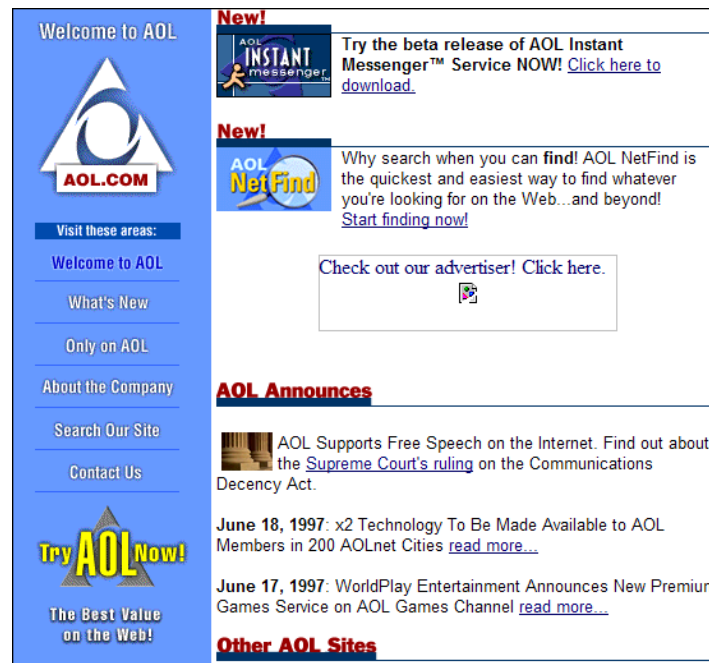 Welcome to AOL
AOL.COM
Visit these areas:
Welcome to AOL
What's New
Only on AOL
About the Company
Search Our Site
Contact Us
Try AOL Now!
The Best Value
on the Web!
New!
AOL
INSTANT
messenger
TM
Try the beta release of AOL Instant
Messenger™ Service NOW! Click here to
download.
New!
AOL
NetFind
Why search when you can find! AOL NetFind is
the quickest and easiest way to find whatever
you're looking for on the Web...and beyond!
Start finding now!
Check out our advertiser! Click here.
AOL Announces
AOL Supports Free Speech on the Internet. Find out about
the Supreme Court's ruling on the Communications
Decency Act.
June 18, 1997: x2 Technology To Be Made Available to AOL
Members in 200 AOLnet Cities read more...
June 17, 1997: WorldPlay Entertainment Announces New Premium
Games Service on AOL Games Channel read more...
Other AOL Sites